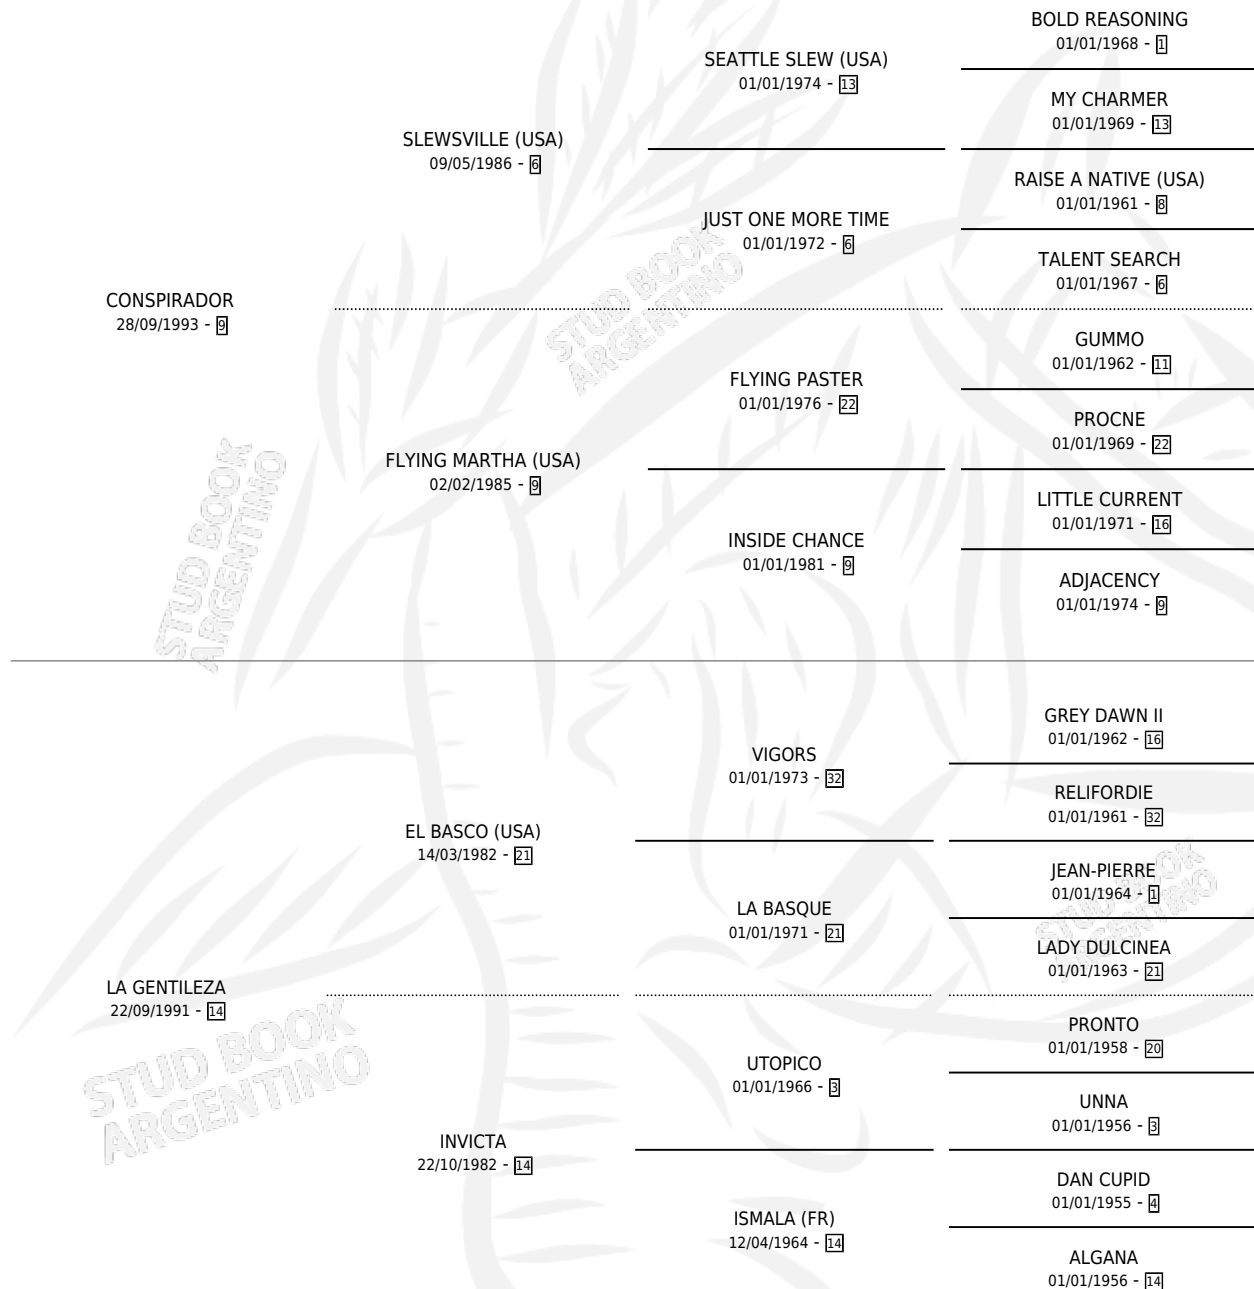 BOLD REASONING
01/01/1968 - 1
SEATTLE SLEW (USA)
01/01/1974 - 13
MY CHARMER
01/01/1969 - 13
SLEWSVILLE (USA)
09/05/1986 - 6
RAISE A NATIVE (USA)
01/01/1961 - 8
JUST ONE MORE TIME
01/01/1972 - 6
TALENT SEARCH
01/01/1967 - 6
CONSPIRADOR
28/09/1993 - 9
GUMMO
01/01/1962 - 11
FLYING PASTER
01/01/1976 - 22
PROCNE
01/01/1969 - 22
FLYING MARTHA (USA)
02/02/1985 - 9
LITTLE CURRENT
01/01/1971 - 16
INSIDE CHANCE
01/01/1981 - 9
ADJACENCY
01/01/1974 - 9
GREY DAWN II
01/01/1962 - 16
VIGORS
01/01/1973 - 32
RELIFORDIE
01/01/1961 - 32
EL BASCO (USA)
14/03/1982 - 21
JEAN-PIERRE
01/01/1964 - 1
LA BASQUE
01/01/1971 - 21
LADY DULCINEA
01/01/1963 - 21
LA GENTILEZA
22/09/1991 - 14
PRONTO
01/01/1958 - 20
UTOPICO
01/01/1966 - 3
UNNA
01/01/1956 - 3
INVICTA
22/10/1982 - 14
DAN CUPID
01/01/1955 - 4
ISMALA (FR)
12/04/1964 - 14
ALGANA
01/01/1956 - 14
STUD BOOK
ARGENTINO
STUD BOOK
ARGENTINO
STUD BOOK
ARGENTINO
STUD BOOK
ARGENTINO